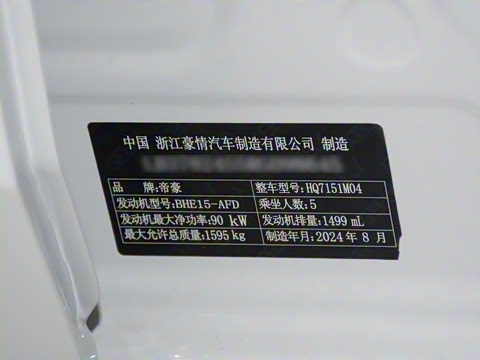 中国 浙江豪情汽车制造有限公司 制造
品 牌:帝豪 整车型号:HQ7151M04
发动机型号:BHE15-AFD 乘坐人数:5
发动机最大净功率:90 kW 发动机排量:1499 mL
最大允许总质量:1595kg 制造年月:2024 年 8 月